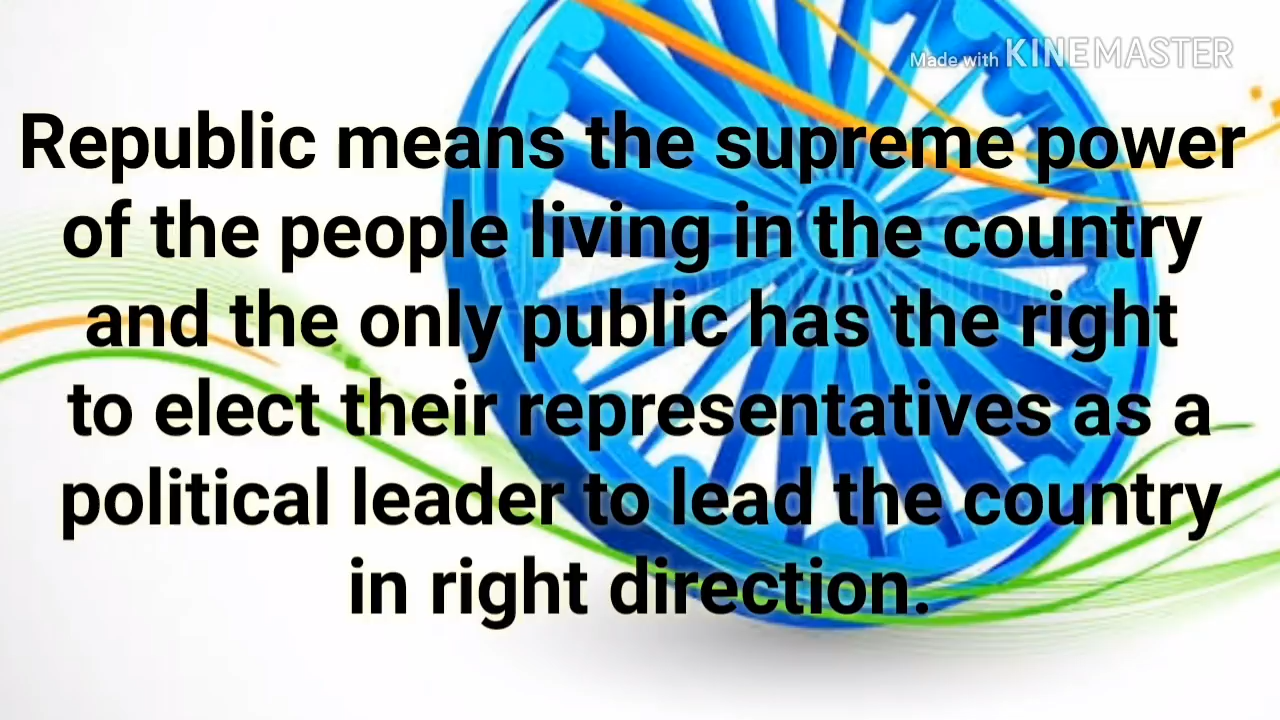 Made with KINEMASTER
Republic means the supreme power
of the people living in the country
and the only public has the right
to elect their representatives as a
political leader to lead the country
in right direction.